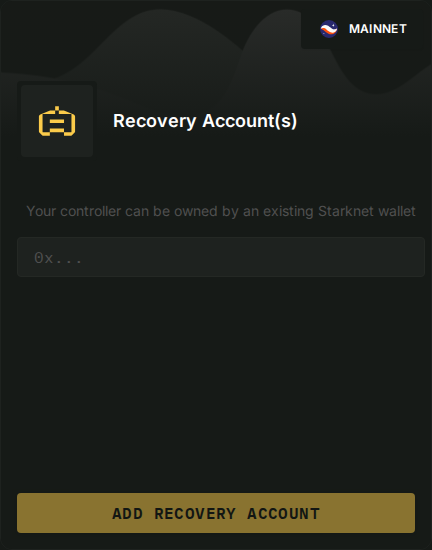 MAINNET
Recovery Account(s)
Your controller can be owned by an existing Starknet wallet
0x...
ADD RECOVERY ACCOUNT